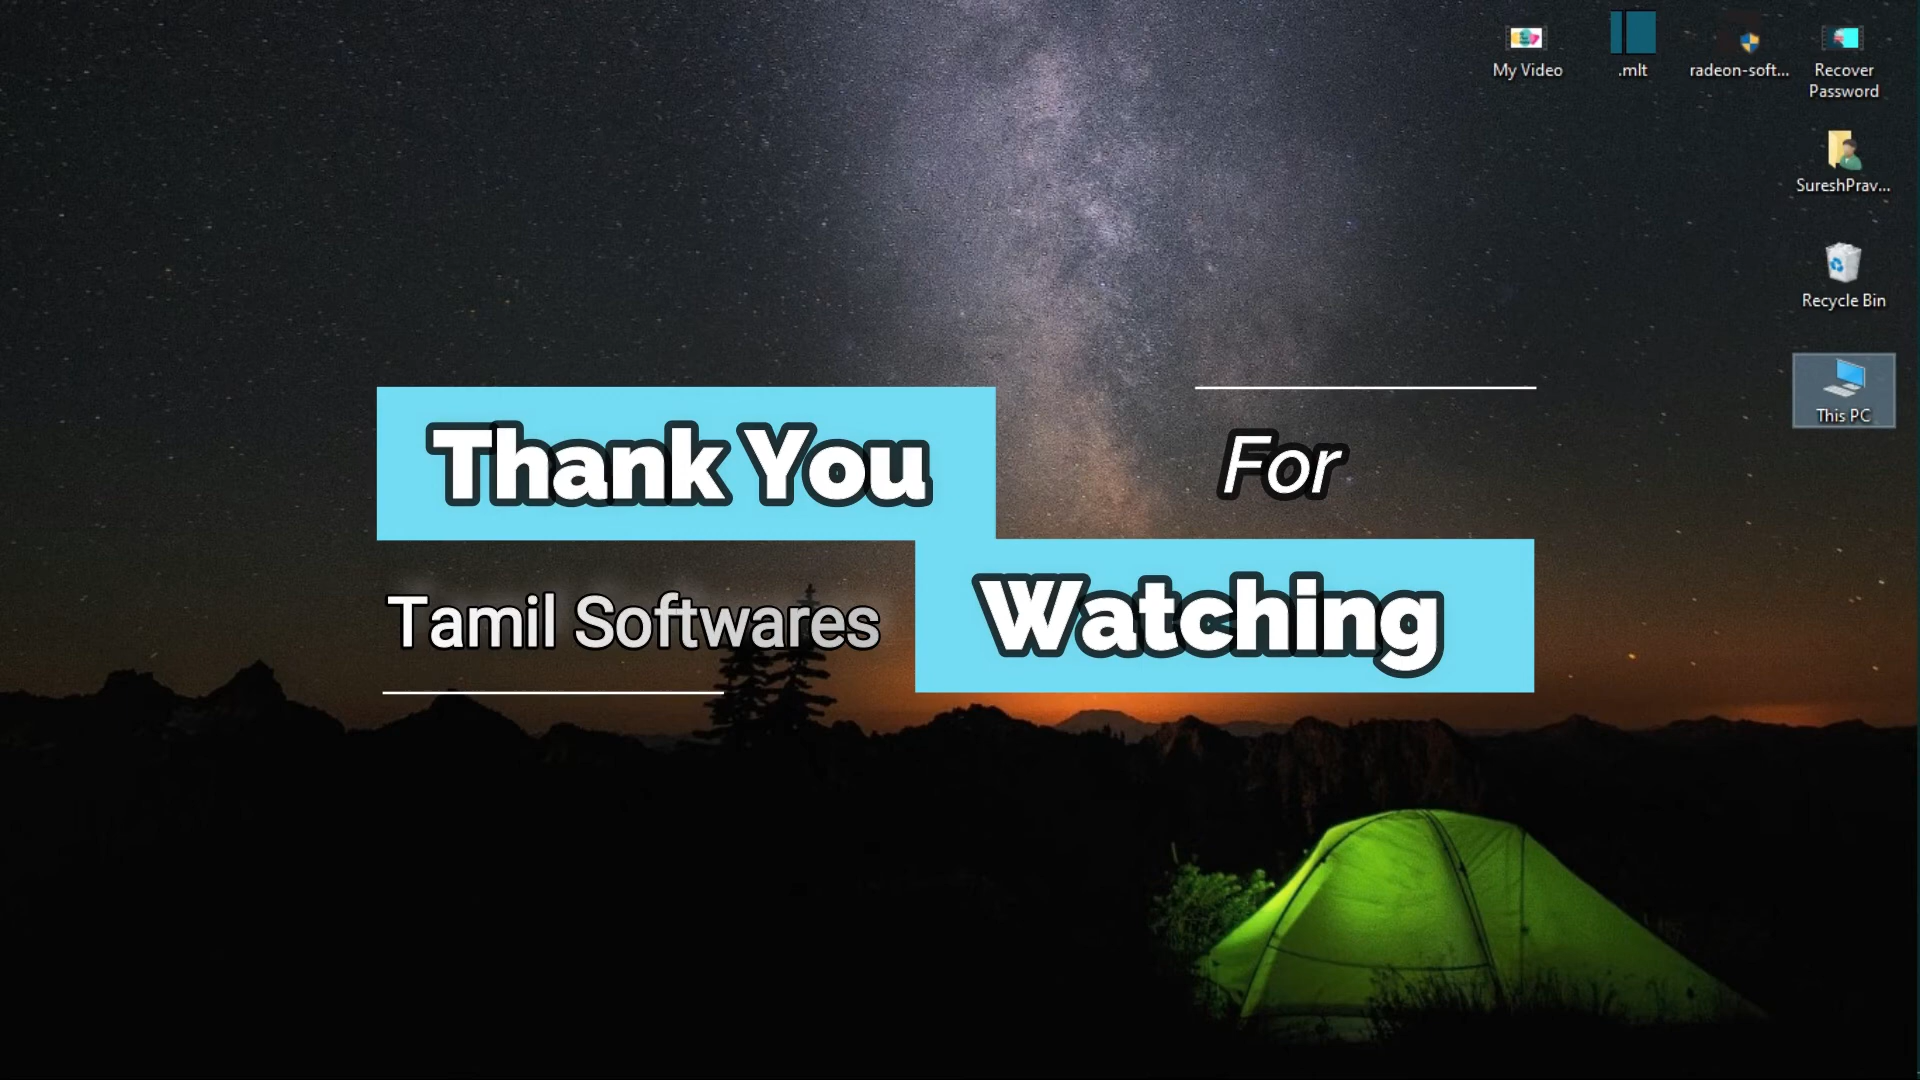 My Video
.mlt
radeon-soft...
Recover
Password
SureshPrav...
Recycle Bin
This PC
Thank You
For
Tamil Softwares
Watching